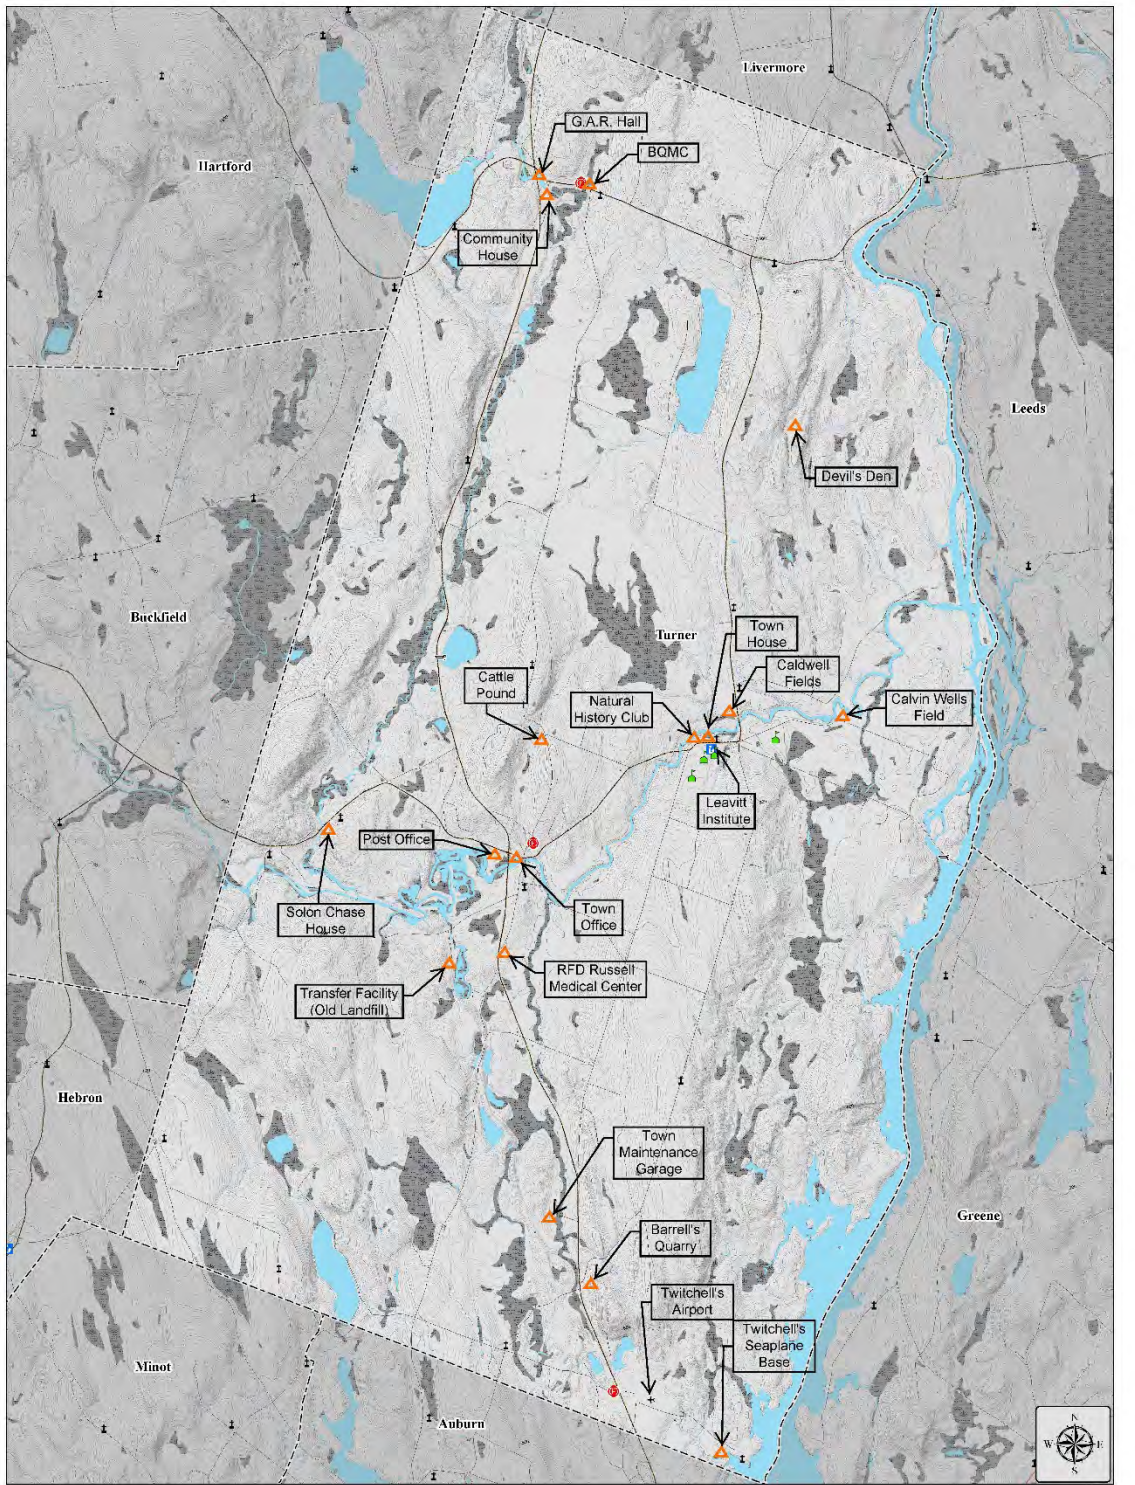 Livermore
G.A.R. Hall
BQMC
Hartford
Community
House
Leeds
Devil's Den
Buckfield
Turner
Town
House
Caldwell
Fields
Cattle
Pound
Natural
History Club
Calvin Wells
Field
Leavitt
Institute
Post Office
Solon Chase
House
Town
Office
RFD Russell
Medical Center
Transfer Facility
(Old Landfill)
Hebron
Town
Maintenance
Garage
Greene
Barrell's
Quarry
Twitchell's
Airport
Twitchell's
Seaplane
Base
Minot
Auburn
N
W
E
S